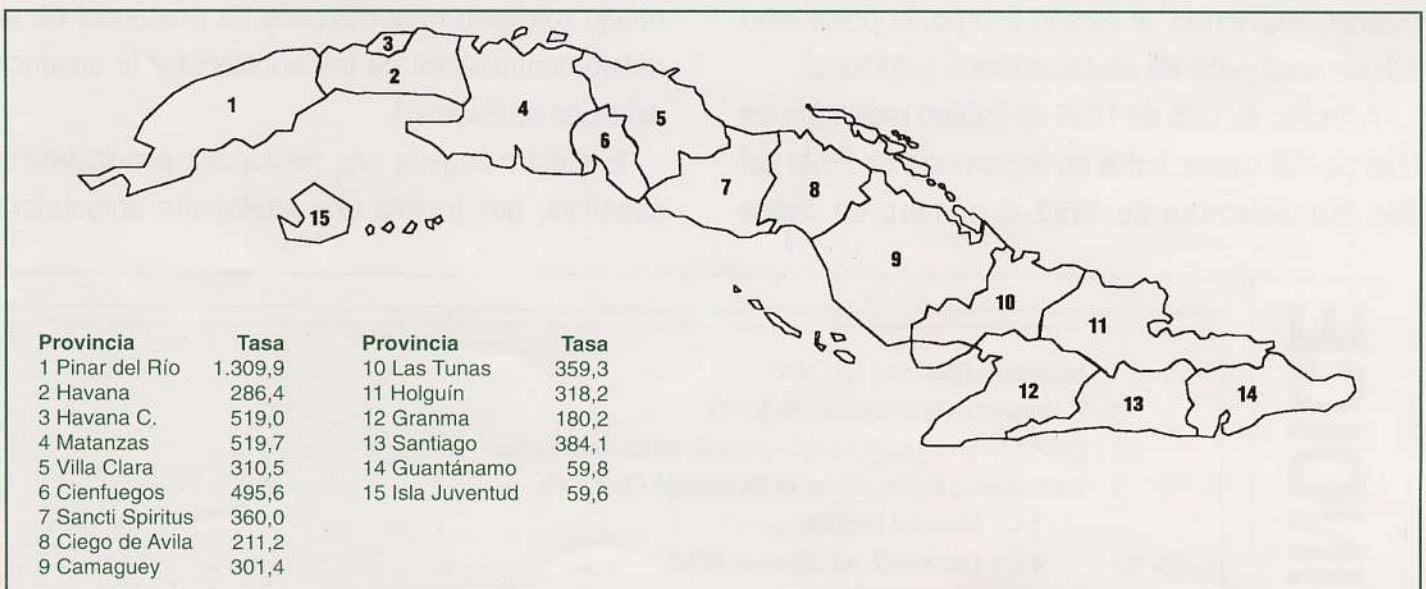 3
2
1
4
5
6
15
7
8
9
10
11
12
13
14
Provincia Tasa
1 Pinar del Río 1.309,9
2 Havana 286,4
3 Havana C. 519,0
4 Matanzas 519,7
5 Villa Clara 310,5
6 Cienfuegos 495,6
7 Sancti Spiritus 360,0
8 Ciego de Avila 211,2
9 Camaguey 301,4
Provincia Tasa
10 Las Tunas 359,3
11 Holguín 318,2
12 Granma 180,2
13 Santiago 384,1
14 Guantánamo 59,8
15 Isla Juventud 59,6